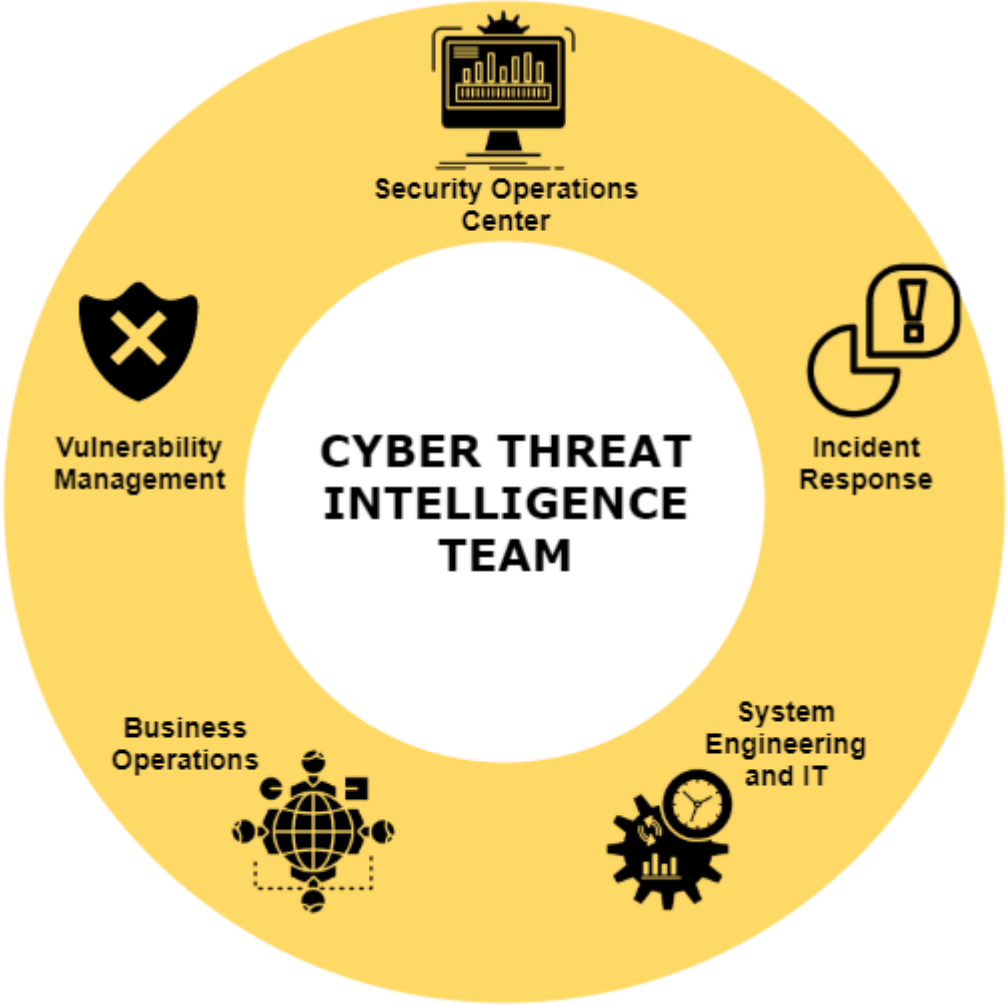 Security Operations
Center
Vulnerability
Management
CYBER THREAT
INTELLIGENCE
TEAM
Incident
Response
Business
Operations
System
Engineering
and IT